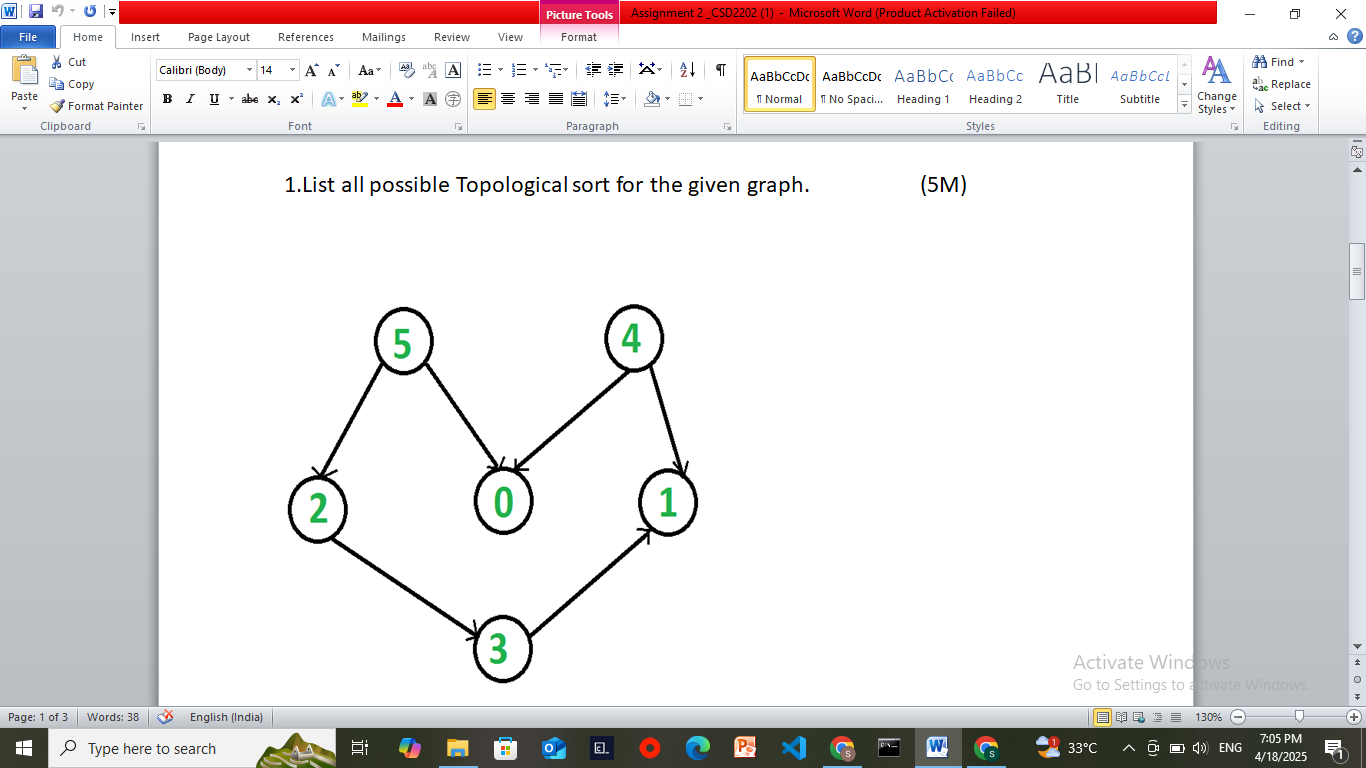 Picture Tools
Assignment 2 _CSD2202 (1) - Microsoft Word (Product Activation Failed)
File Home Insert Page Layout References Mailings Review View Format
Paste
Cut
Copy
Format Painter
Clipboard
Calibri (Body) 14
Font
Paragraph
AaBbCcDc AaBbCcDc AaBbCc AaBbCc AaBl AaBbCcL
¶ Normal ¶ No Spaci... Heading 1 Heading 2 Title Subtitle
Styles
Change Styles
Find
Replace
Select
Editing
1.List all possible Topological sort for the given graph. (5M)
5 4
2 0 1
3
Activate Windows
Go to Settings to activate Windows.
Page: 1 of 3 Words: 38 English (India) 130%
Type here to search
33°C ENG
7:05 PM
4/18/2025